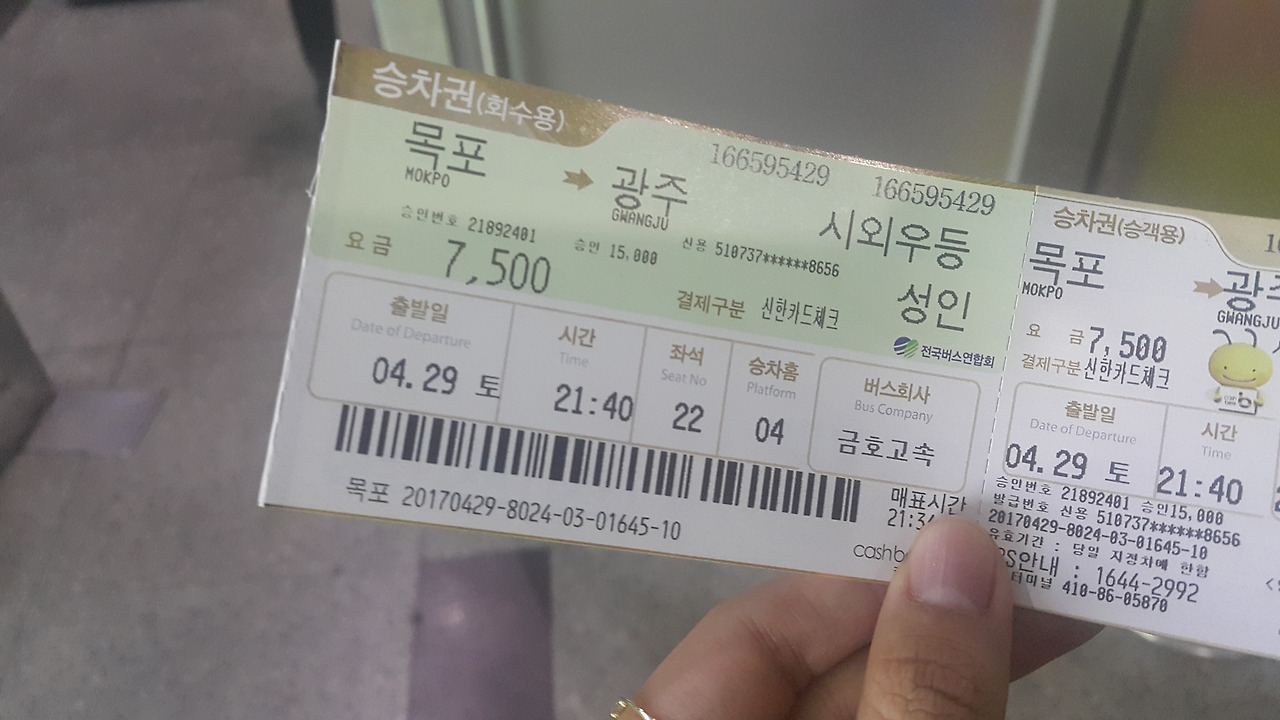 승차권(회수용)
166595429 166595429
목포 광주
MOKPO GWANGJU
시외우등
승인번호 21892401 승인 15,000 신용 510737******8656
요금 7,500 결제구분 신한카드체크 성인
전국버스연합회
출발일 시간 좌석 승차홈 버스회사
Date of Departure Time Seat No Platform Bus Company
04.29 토 21:40 22 04 금호고속
목포 20170429-8024-03-01645-10
매표시간
21:34
승차권(승객용)
목포 광주
MOKPO GWANGJU
요 금 7,500
결제구분 신한카드체크
출발일 시간
Date of Departure Time
04.29 토 21:40
승인번호 21892401 승인15,000
발급번호 신용 510737******8656
20170429-8024-03-01645-10
유효기간 : 당일 지정차에 한함
안내 : 1644-2992
터미널 410-86-05870